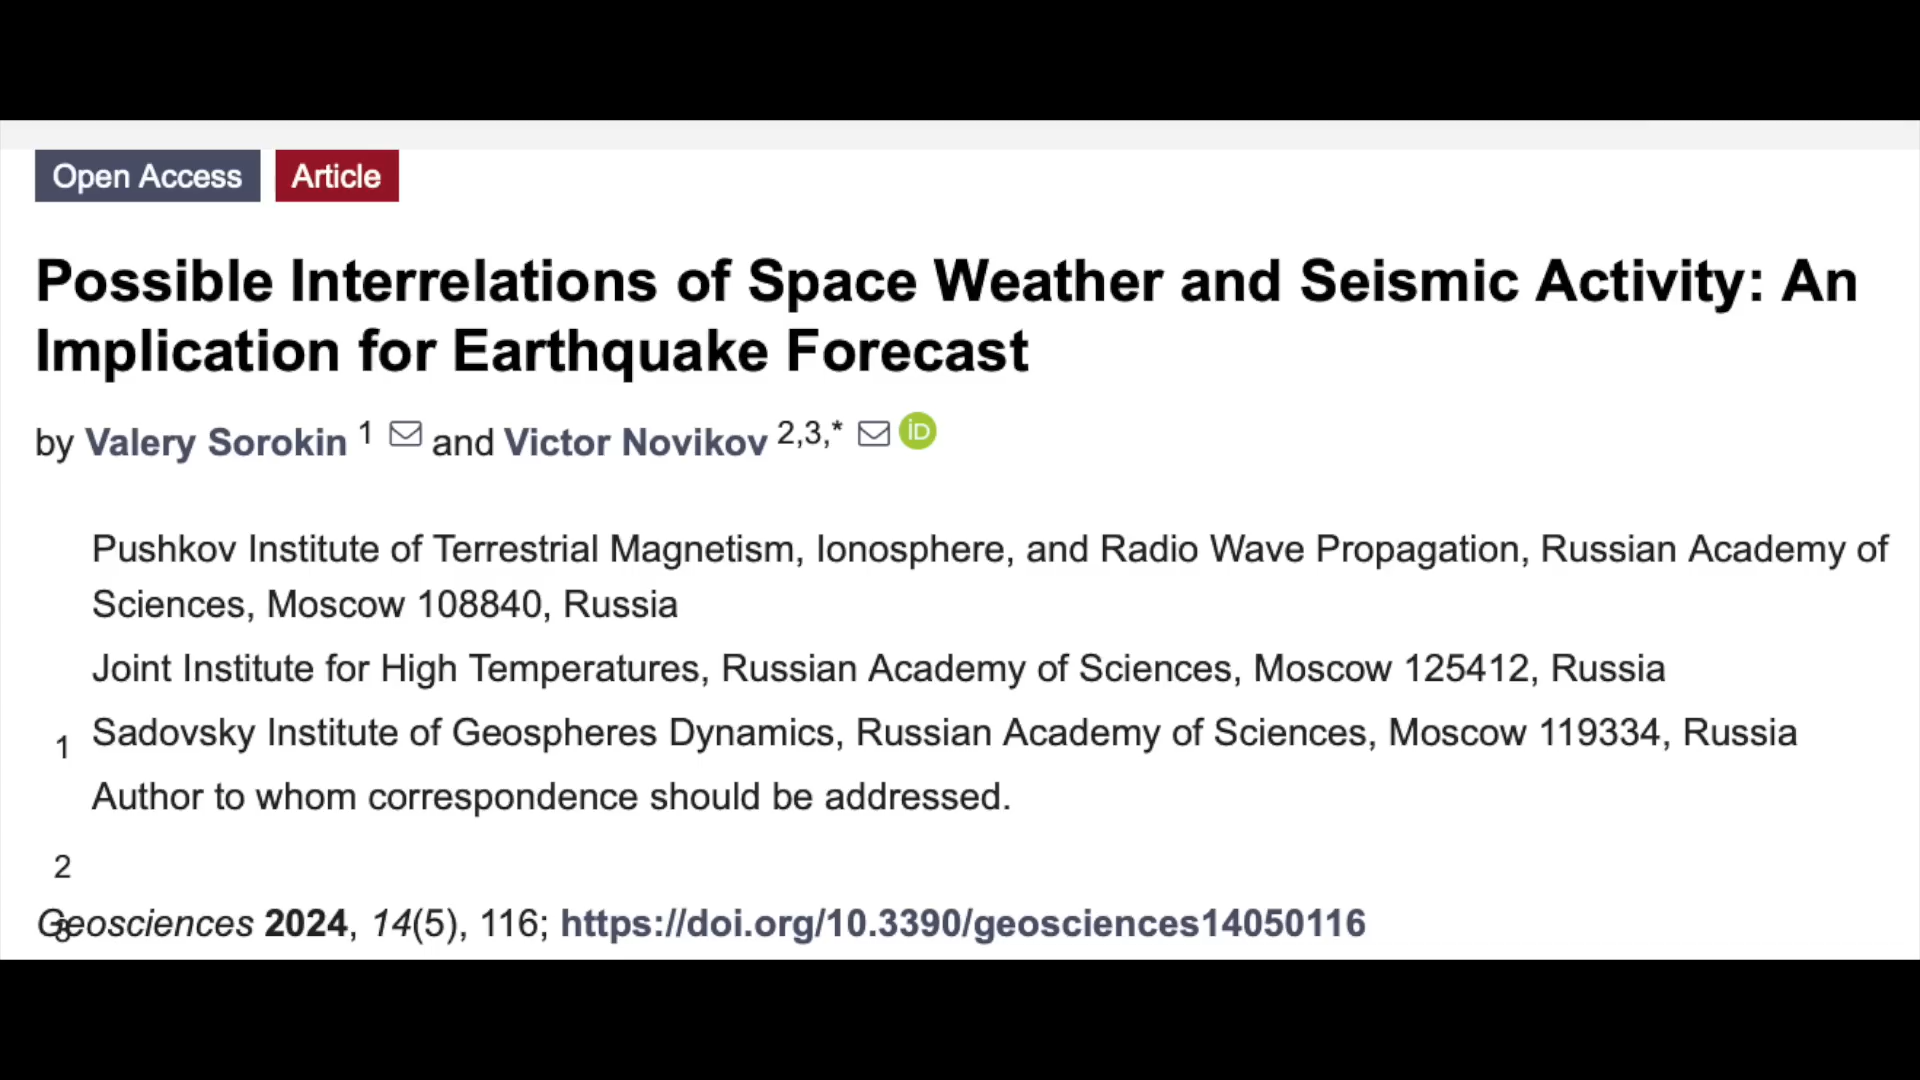 Open Access Article
Possible Interrelations of Space Weather and Seismic Activity: An
Implication for Earthquake Forecast
by Valery Sorokin 1 and Victor Novikov 2,3,* iD
Pushkov Institute of Terrestrial Magnetism, Ionosphere, and Radio Wave Propagation, Russian Academy of
Sciences, Moscow 108840, Russia
Joint Institute for High Temperatures, Russian Academy of Sciences, Moscow 125412, Russia
1 Sadovsky Institute of Geospheres Dynamics, Russian Academy of Sciences, Moscow 119334, Russia
Author to whom correspondence should be addressed.
2
3
Geosciences 2024, 14(5), 116; https://doi.org/10.3390/geosciences14050116